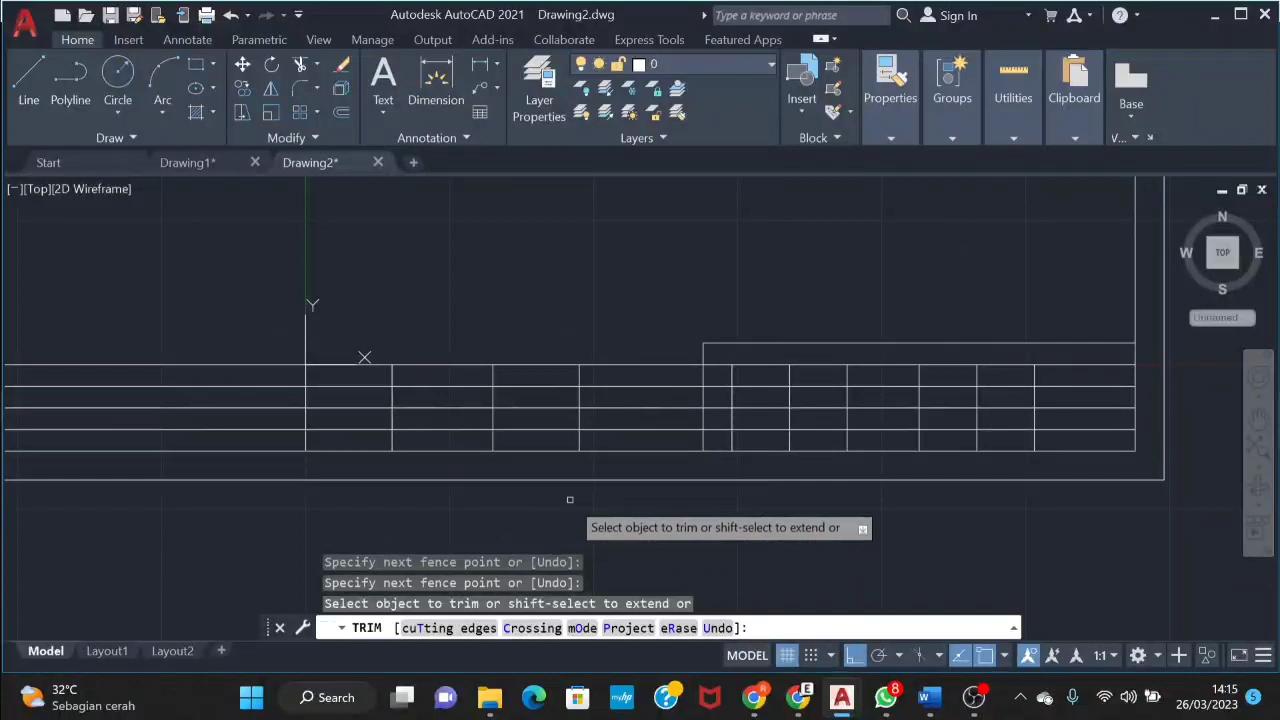 Autodesk AutoCAD 2021 Drawing2.dwg
Type a keyword or phrase
Sign In
Home Insert Annotate Parametric View Manage Output Add-ins Collaborate Express Tools Featured Apps
Line Polyline Circle Arc
Text Dimension
Layer Properties
0
Insert
Properties Groups Utilities Clipboard Base
Draw Modify Annotation Layers Block V...
Start Drawing1* Drawing2*
[−][Top][2D Wireframe]
N
W TOP E
S
Unnamed
Y
X
Select object to trim or shift-select to extend or
Specify next fence point or [Undo]:
Specify next fence point or [Undo]:
Select object to trim or shift-select to extend or
TRIM [cuTting edges Crossing mOde Project eRase Undo]:
Model Layout1 Layout2
MODEL 1:1
32°C
Sebagian cerah
Search
myhp
R
E
A
8
W
14:15
26/03/2023
5